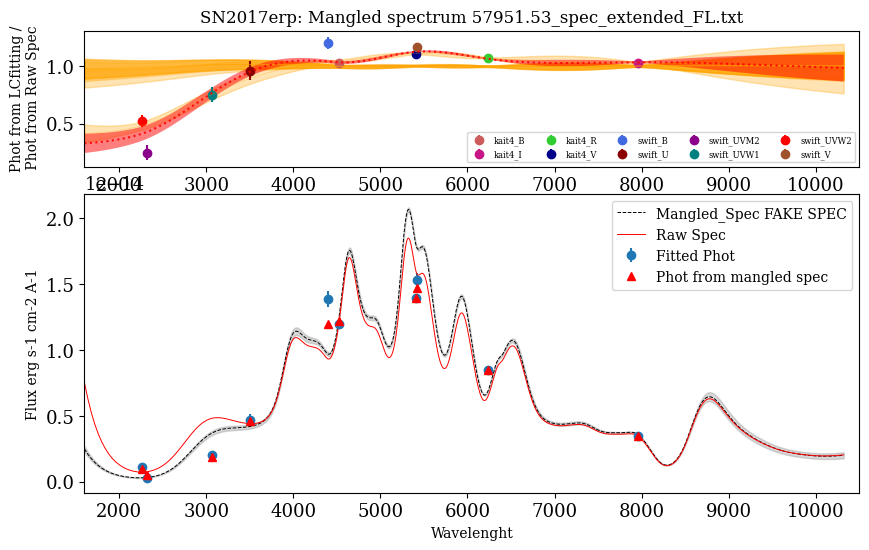 SN2017erp: Mangled spectrum 57951.53_spec_extended_FL.txt
Phot from LCfitting /
Phot from Raw Spec
1.0
0.5
kait4_B kait4_R swift_B swift_UVM2 swift_UVW2
kait4_I kait4_V swift_U swift_UVW1 swift_V
2000 3000 4000 5000 6000 7000 8000 9000 10000
1e−14
Flux erg s-1 cm-2 A-1
2.0
1.5
1.0
0.5
0.0
Mangled_Spec FAKE SPEC
Raw Spec
Fitted Phot
Phot from mangled spec
2000 3000 4000 5000 6000 7000 8000 9000 10000
Wavelenght